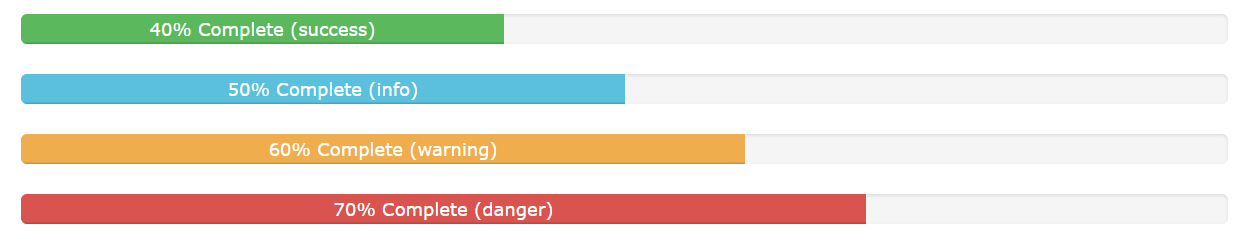 40% Complete (success)
50% Complete (info)
60% Complete (warning)
70% Complete (danger)